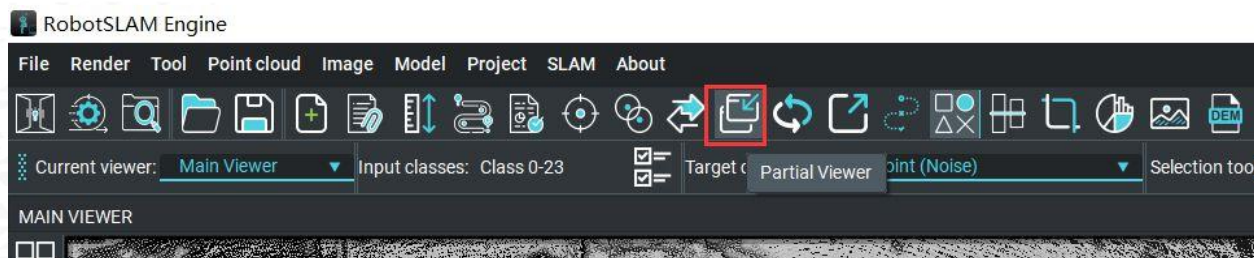 RobotSLAM Engine
File Render Tool Point cloud Image Model Project SLAM About
DEM
Current viewer: Main Viewer Input classes: Class 0-23 Target oint (Noise) Selection too
Partial Viewer
MAIN VIEWER